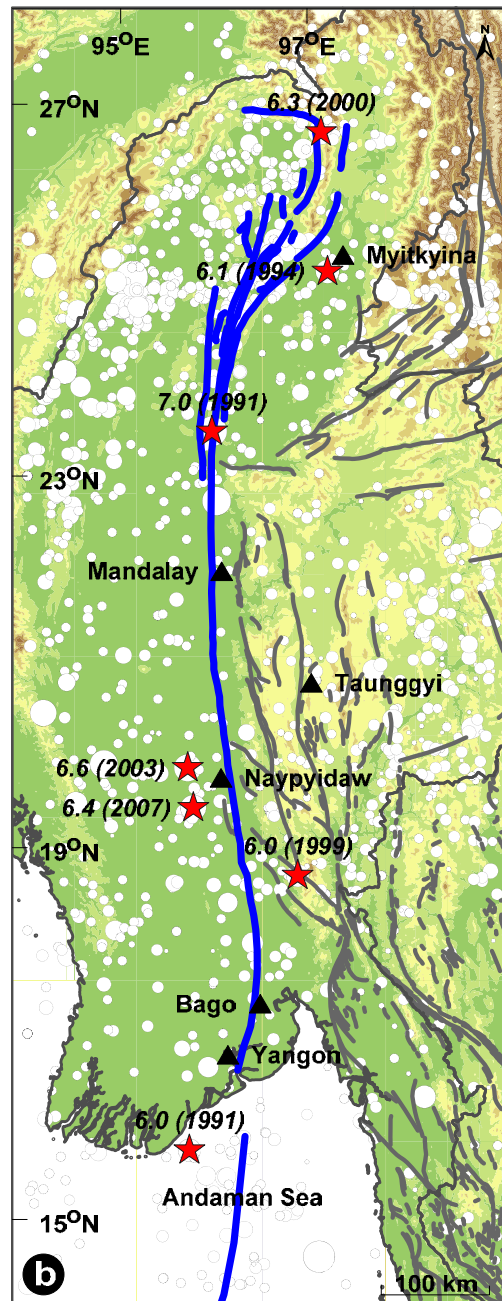 95°E 97°E N
27°N
6.3 (2000)
Myitkyina
6.1 (1994)
7.0 (1991)
23°N
Mandalay
Taunggyi
6.6 (2003)
Naypyidaw
6.4 (2007)
19°N
6.0 (1999)
Bago
Yangon
6.0 (1991)
Andaman Sea
15°N
b
100 km